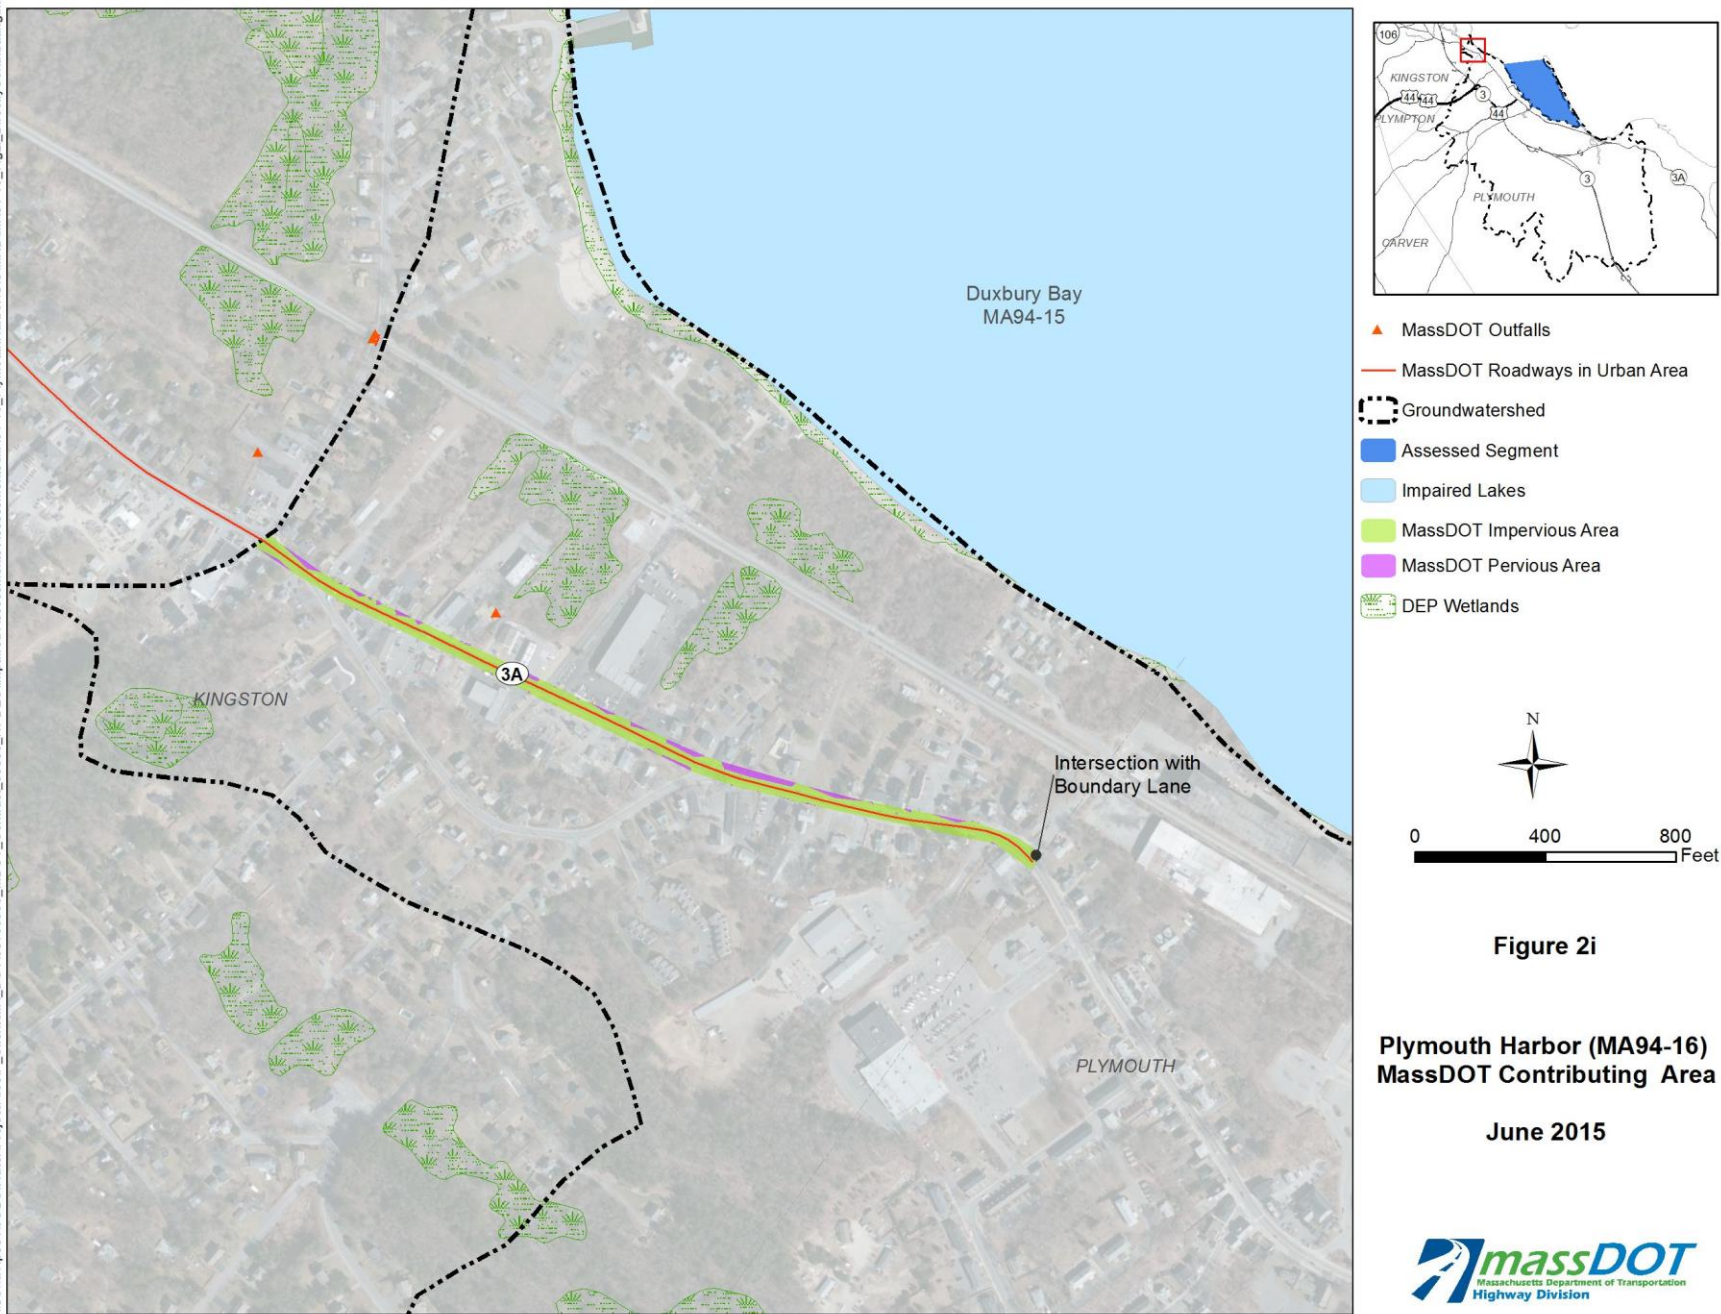 Duxbury Bay
MA94-15
3A
KINGSTON
Intersection with
Boundary Lane
PLYMOUTH
106
KINGSTON
44
44
3
44
PLYMPTON
PLYMOUTH
3
3A
CARVER
MassDOT Outfalls
MassDOT Roadways in Urban Area
Groundwatershed
Assessed Segment
Impaired Lakes
MassDOT Impervious Area
MassDOT Pervious Area
DEP Wetlands
N
0 400 800
Feet
Figure 2i
Plymouth Harbor (MA94-16)
MassDOT Contributing Area
June 2015
massDOT
Massachusetts Department of Transportation
Highway Division